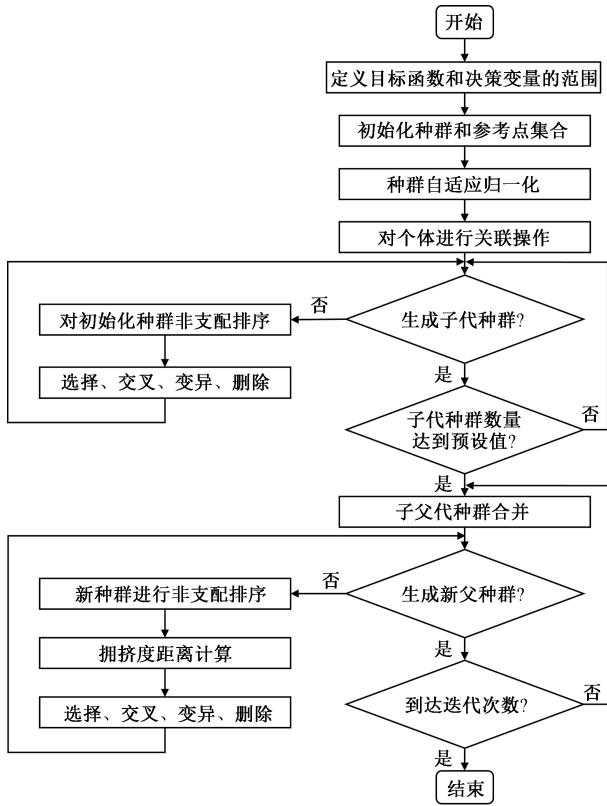 开始
定义目标函数和决策变量的范围
初始化种群和参考点集合
种群自适应归一化
对个体进行关联操作
生成子代种群?
否
对初始化种群非支配排序
选择、交叉、变异、删除
是
子代种群数量
达到预设值?
否
是
子父代种群合并
生成新父种群?
否
新种群进行非支配排序
拥挤度距离计算
选择、交叉、变异、删除
是
到达迭代次数?
否
是
结束